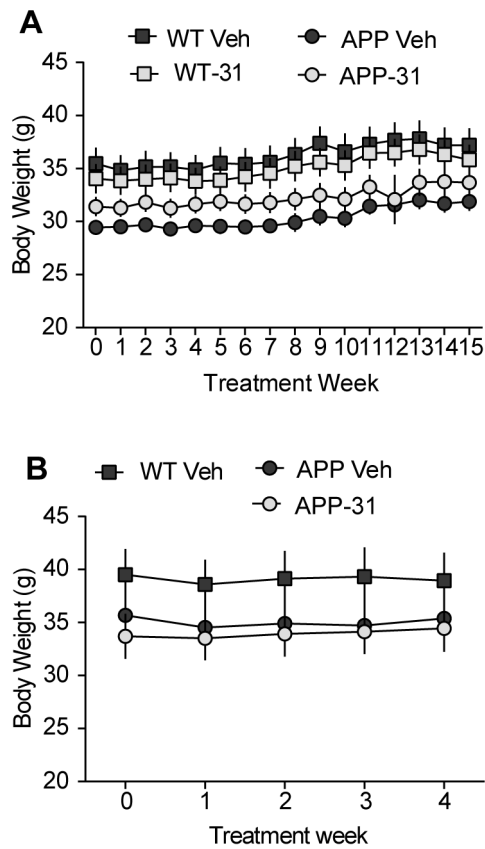 A
WT Veh APP Veh
WT-31 APP-31
45
40
35
30
25
20
Body Weight (g)
0 1 2 3 4 5 6 7 8 9 10 11 12 13 14 15
Treatment Week
B
WT Veh APP Veh
APP-31
45
40
35
30
25
20
Body Weight (g)
0 1 2 3 4
Treatment week